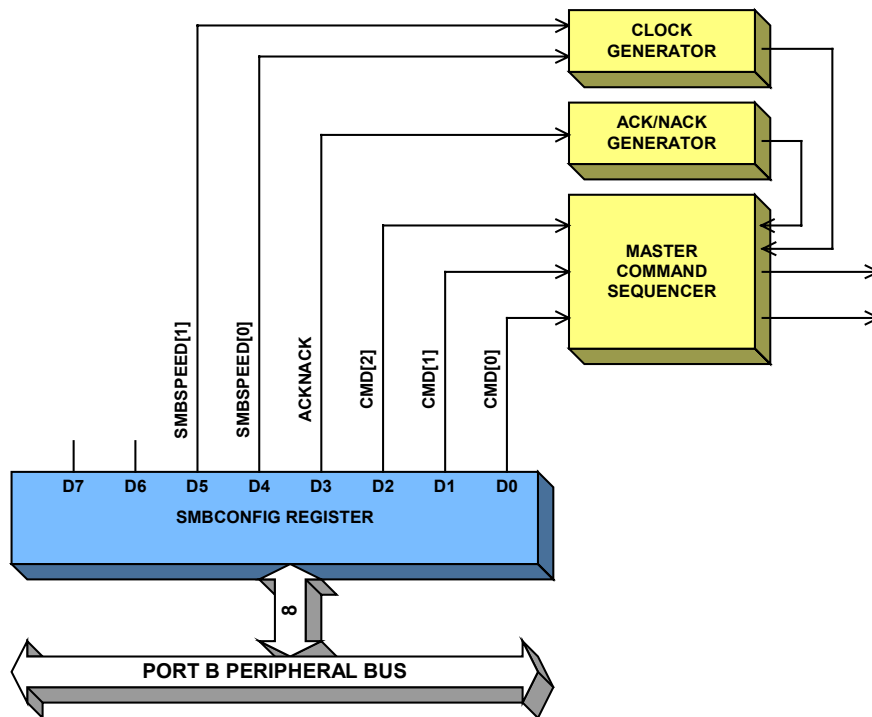 CLOCK
GENERATOR
ACK/NACK
GENERATOR
MASTER
COMMAND
SEQUENCER
SMBSPEED[1]
SMBSPEED[0]
ACKNACK
CMD[2]
CMD[1]
CMD[0]
D7 D6 D5 D4 D3 D2 D1 D0
SMBCONFIG REGISTER
8
PORT B PERIPHERAL BUS